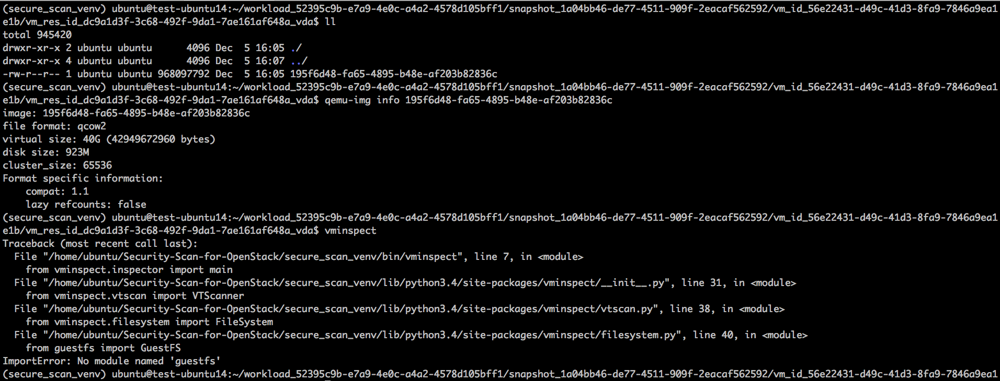 (secure_scan_venv) ubuntu@test-ubuntu14:~/workload_52395c9b-e7a9-4e0c-a4a2-4578d105bff1/snapshot_1a04bb46-de77-4511-909f-2eacaf562592/vm_id_56e22431-d49c-41d3-8fa9-7846a9ea1
e1b/vm_res_id_dc9a1d3f-3c68-492f-9da1-7ae161af648a_vda$ ll
total 945420
drwxr-xr-x 2 ubuntu ubuntu      4096 Dec  5 16:05 ./
drwxr-xr-x 4 ubuntu ubuntu      4096 Dec  5 16:07 ../
-rw-r--r-- 1 ubuntu ubuntu 968097792 Dec  5 16:05 195f6d48-fa65-4895-b48e-af203b82836c
(secure_scan_venv) ubuntu@test-ubuntu14:~/workload_52395c9b-e7a9-4e0c-a4a2-4578d105bff1/snapshot_1a04bb46-de77-4511-909f-2eacaf562592/vm_id_56e22431-d49c-41d3-8fa9-7846a9ea1
e1b/vm_res_id_dc9a1d3f-3c68-492f-9da1-7ae161af648a_vda$ qemu-img info 195f6d48-fa65-4895-b48e-af203b82836c
image: 195f6d48-fa65-4895-b48e-af203b82836c
file format: qcow2
virtual size: 40G (42949672960 bytes)
disk size: 923M
cluster_size: 65536
Format specific information:
    compat: 1.1
    lazy refcounts: false
(secure_scan_venv) ubuntu@test-ubuntu14:~/workload_52395c9b-e7a9-4e0c-a4a2-4578d105bff1/snapshot_1a04bb46-de77-4511-909f-2eacaf562592/vm_id_56e22431-d49c-41d3-8fa9-7846a9ea1
e1b/vm_res_id_dc9a1d3f-3c68-492f-9da1-7ae161af648a_vda$ vminspect
Traceback (most recent call last):
  File "/home/ubuntu/Security-Scan-for-OpenStack/secure_scan_venv/bin/vminspect", line 7, in <module>
    from vminspect.inspector import main
  File "/home/ubuntu/Security-Scan-for-OpenStack/secure_scan_venv/lib/python3.4/site-packages/vminspect/__init__.py", line 31, in <module>
    from vminspect.vtscan import VTScanner
  File "/home/ubuntu/Security-Scan-for-OpenStack/secure_scan_venv/lib/python3.4/site-packages/vminspect/vtscan.py", line 38, in <module>
    from vminspect.filesystem import FileSystem
  File "/home/ubuntu/Security-Scan-for-OpenStack/secure_scan_venv/lib/python3.4/site-packages/vminspect/filesystem.py", line 40, in <module>
    from guestfs import GuestFS
ImportError: No module named 'guestfs'
(secure_scan_venv) ubuntu@test-ubuntu14:~/workload_52395c9b-e7a9-4e0c-a4a2-4578d105bff1/snapshot_1a04bb46-de77-4511-909f-2eacaf562592/vm_id_56e22431-d49c-41d3-8fa9-7846a9ea1